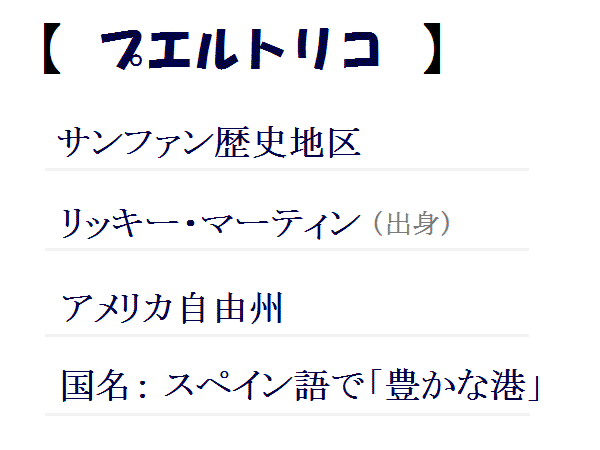 【 プエルトリコ 】
サンファン歴史地区
リッキー・マーティン（出身）
アメリカ自由州
国名： スペイン語で「豊かな港」